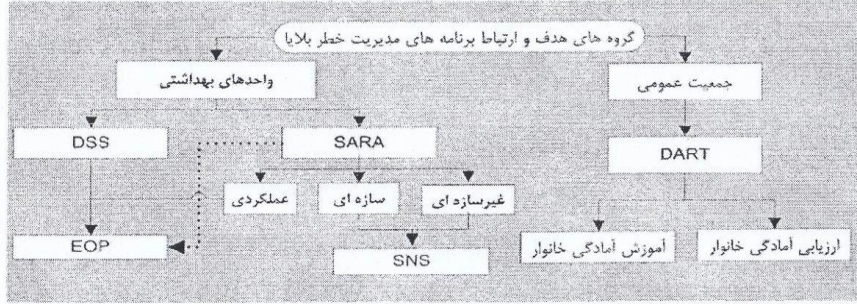 گروه های هدف و ارتباط برنامه های مدیریت خطر بلایا
جمعیت عمومی
واحدهای بهداشتی
DART
SARA
DSS
غیرسازه ای
سازه ای
عملکردی
ارزیابی آمادگی خانوار
آموزش آمادگی خانوار
SNS
EOP